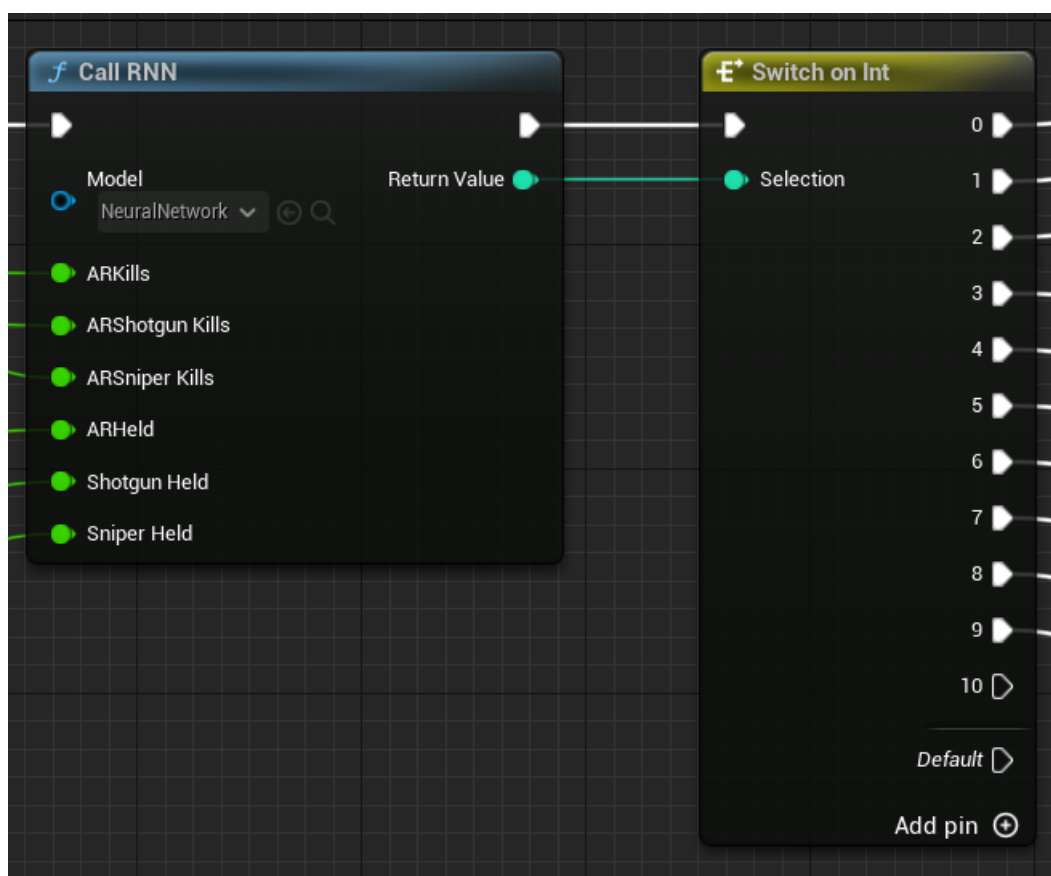 Call RNN
Model
NeuralNetwork
Return Value
ARKills
ARShotgun Kills
ARSniper Kills
ARHeld
Shotgun Held
Sniper Held
Switch on Int
Selection
0
1
2
3
4
5
6
7
8
9
10
Default
Add pin